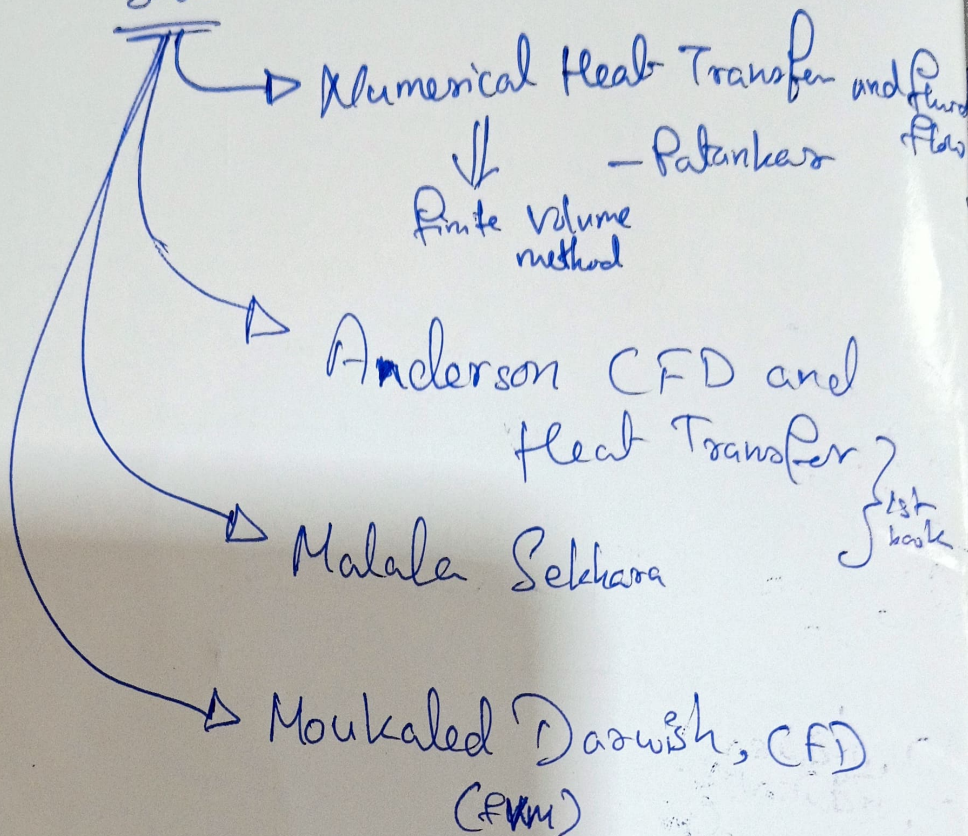 Numerical Heat Transfer and fluid
flow
- Patankar
finite volume
method
Anderson CFD and
Heat Transfer
1st
book
Malala Sekhara
Moukaled Darwish, CFD
(FVM)